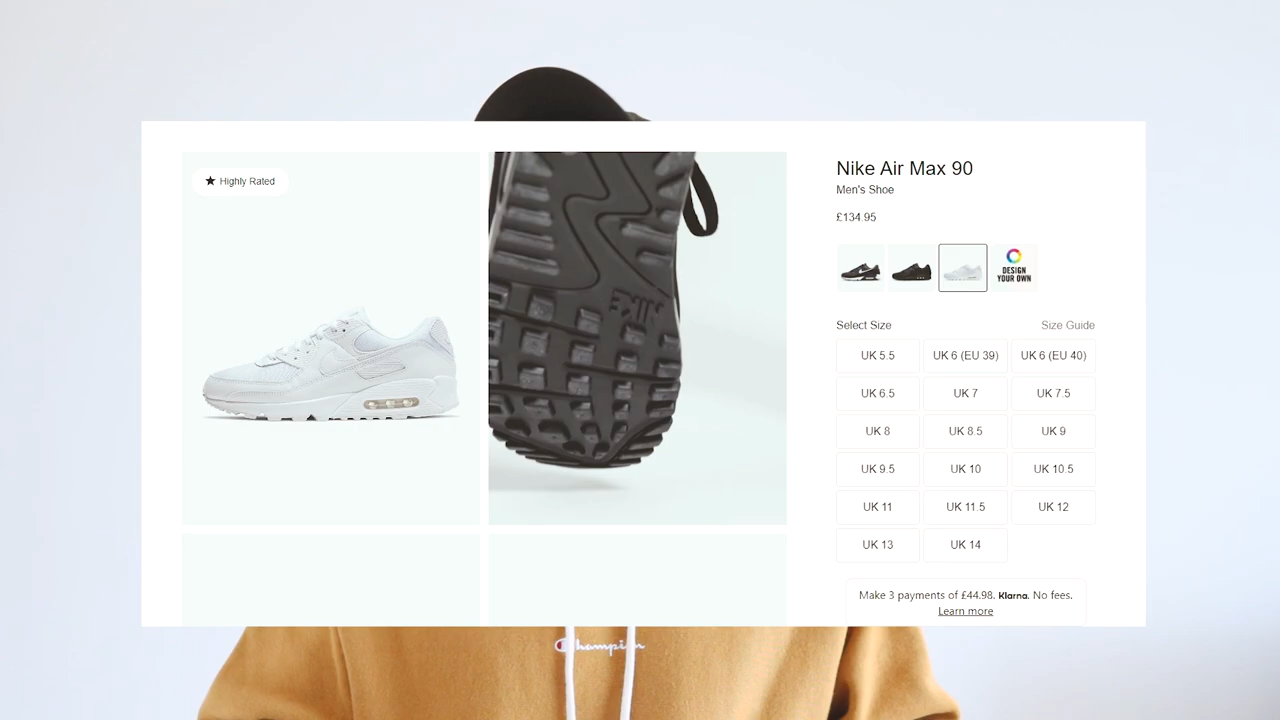 ★ Highly Rated
NIKE
Nike Air Max 90
Men's Shoe
£134.95
DESIGN
YOUR OWN
Select Size
Size Guide
UK 5.5
UK 6 (EU 39)
UK 6 (EU 40)
UK 6.5
UK 7
UK 7.5
UK 8
UK 8.5
UK 9
UK 9.5
UK 10
UK 10.5
UK 11
UK 11.5
UK 12
UK 13
UK 14
Make 3 payments of £44.98. Klarna. No fees.
Learn more
Champion